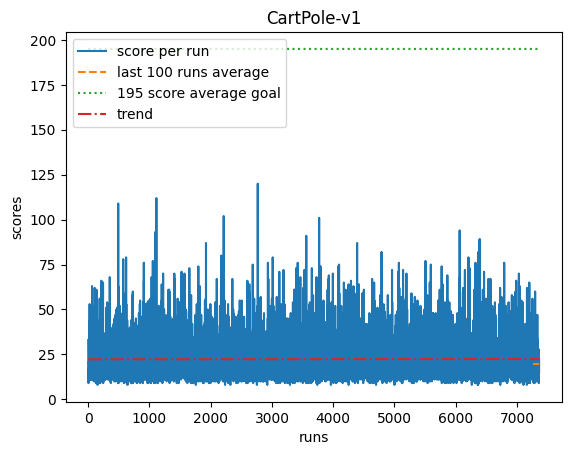 CartPole-v1
score per run
last 100 runs average
195 score average goal
trend
scores
200
175
150
125
100
75
50
25
0
0 1000 2000 3000 4000 5000 6000 7000
runs